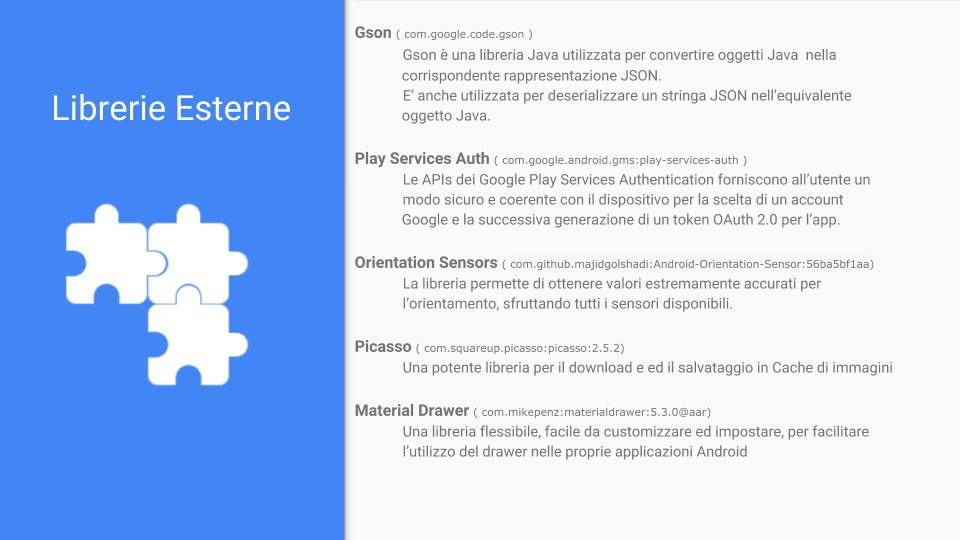 Librerie Esterne
Gson ( com.google.code.gson )
Gson è una libreria Java utilizzata per convertire oggetti Java nella
corrispondente rappresentazione JSON.
E' anche utilizzata per deserializzare un stringa JSON nell'equivalente
oggetto Java.
Play Services Auth ( com.google.android.gms:play-services-auth )
Le APIs dei Google Play Services Authentication forniscono all'utente un
modo sicuro e coerente con il dispositivo per la scelta di un account
Google e la successiva generazione di un token OAuth 2.0 per l'app.
Orientation Sensors ( com.github.majidgolshadi:Android-Orientation-Sensor:56ba5bf1aa)
La libreria permette di ottenere valori estremamente accurati per
l'orientamento, sfruttando tutti i sensori disponibili.
Picasso ( com.squareup.picasso:picasso:2.5.2)
Una potente libreria per il download e ed il salvataggio in Cache di immagini
Material Drawer ( com.mikepenz:materialdrawer:5.3.0@aar)
Una libreria flessibile, facile da customizzare ed impostare, per facilitare
l'utilizzo del drawer nelle proprie applicazioni Android